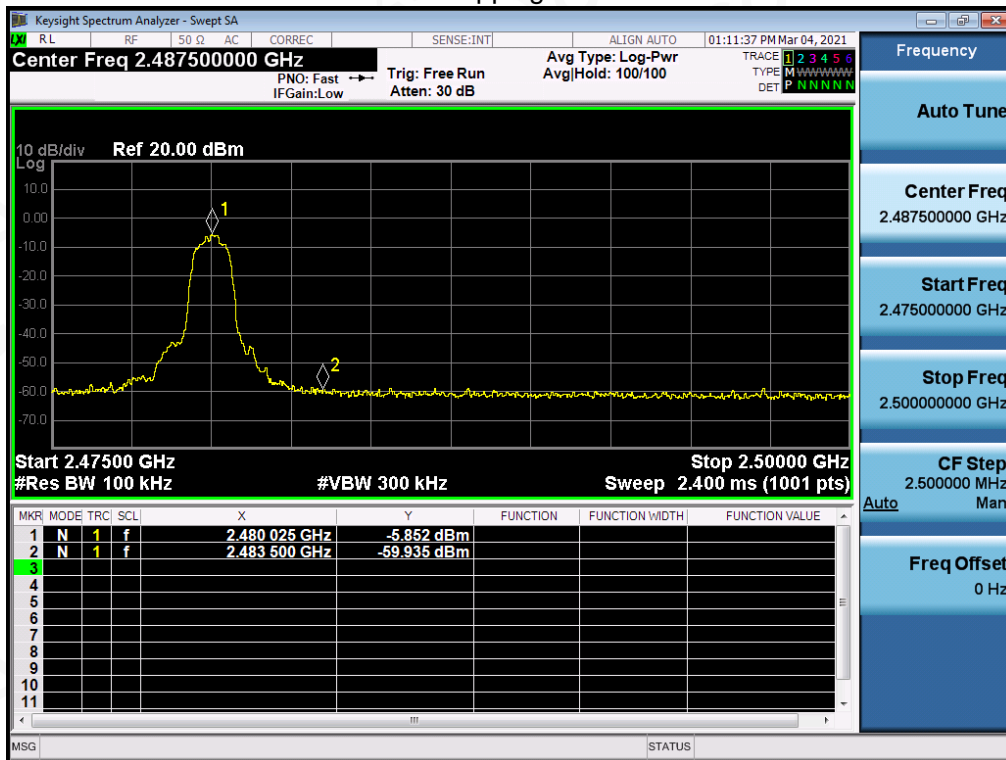 pping
Keysight Spectrum Analyzer - Swept SA
LXI RL RF 50 Ω AC CORREC SENSE:INT ALIGN AUTO 01:11:37 PM Mar 04, 2021
Center Freq 2.487500000 GHz
PNO: Fast
IFGain:Low
Trig: Free Run
Atten: 30 dB
Avg Type: Log-Pwr
Avg|Hold: 100/100
TRACE 1 2 3 4 5 6
TYPE M WWWWW
DET P N N N N N
10 dB/div Ref 20.00 dBm
Log
10.0
0.00
-10.0
-20.0
-30.0
-40.0
-50.0
-60.0
-70.0
1
2
Start 2.47500 GHz Stop 2.50000 GHz
#Res BW 100 kHz #VBW 300 kHz Sweep 2.400 ms (1001 pts)
MKR MODE TRC SCL X Y FUNCTION FUNCTION WIDTH FUNCTION VALUE
1 N 1 f 2.480 025 GHz -5.852 dBm
2 N 1 f 2.483 500 GHz -59.935 dBm
3
4
5
6
7
8
9
10
11
MSG STATUS
Frequency
Auto Tune
Center Freq
2.487500000 GHz
Start Freq
2.475000000 GHz
Stop Freq
2.500000000 GHz
CF Step
2.500000 MHz
Auto Man
Freq Offset
0 Hz